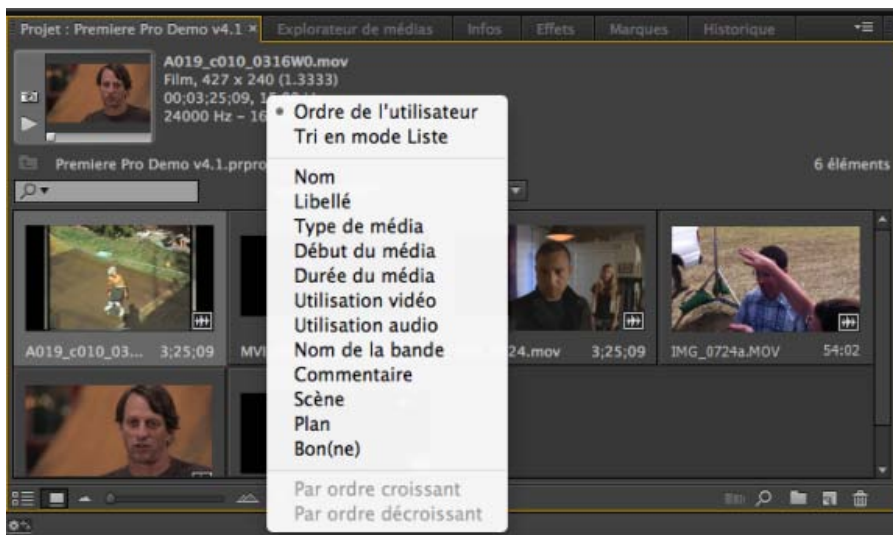 Projet : Premiere Pro Demo v4.1 × Explorateur de médias Infos Effets Marques Historique
A019_c010_0316W0.mov
Film, 427 x 240 (1.3333)
00;03;25;09,
24000 Hz – 16
Premiere Pro Demo v4.1.prpro
6 éléments
Ordre de l'utilisateur
Tri en mode Liste
Nom
Libellé
Type de média
Début du média
Durée du média
Utilisation vidéo
Utilisation audio
Nom de la bande
Commentaire
Scène
Plan
Bon(ne)
Par ordre croissant
Par ordre décroissant
A019_c010_03... 3;25;09
MVI
24.mov 3;25;09
IMG_0724a.MOV 54:02